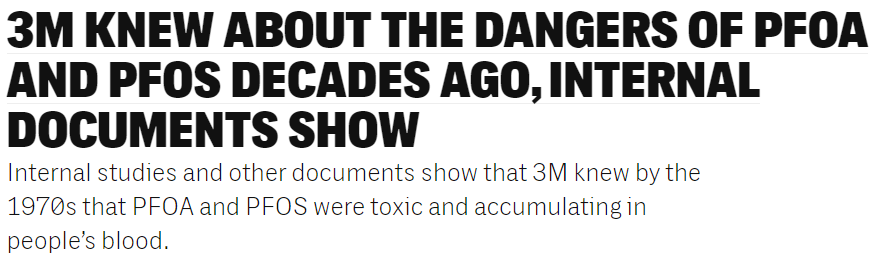 3M KNEW ABOUT THE DANGERS OF PFOA
AND PFOS DECADES AGO, INTERNAL
DOCUMENTS SHOW
Internal studies and other documents show that 3M knew by the
1970s that PFOA and PFOS were toxic and accumulating in
people’s blood.